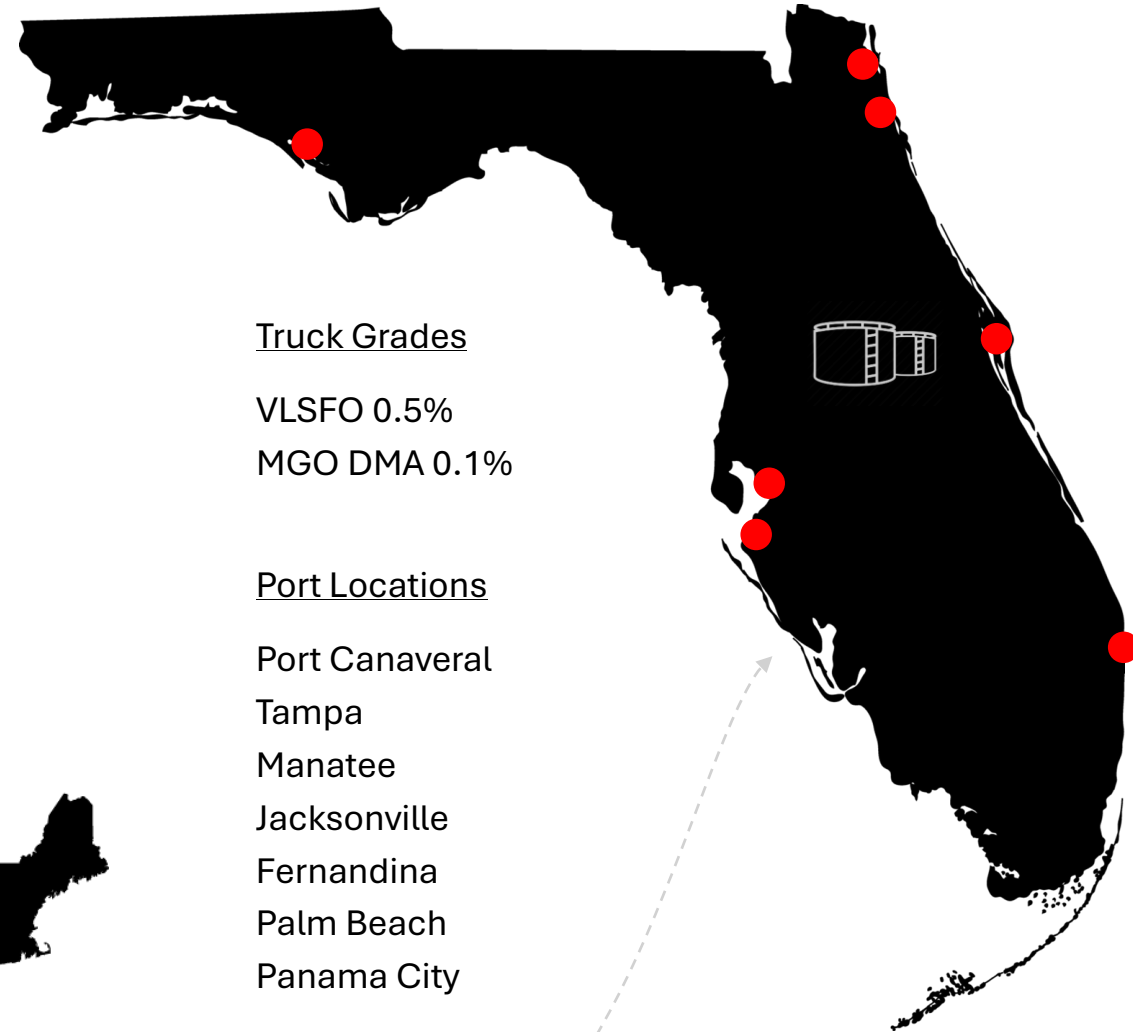 Truck Grades
VLSFO 0.5%
MGO DMA 0.1%
Port Locations
Port Canaveral
Tampa
Manatee
Jacksonville
Fernandina
Palm Beach
Panama City